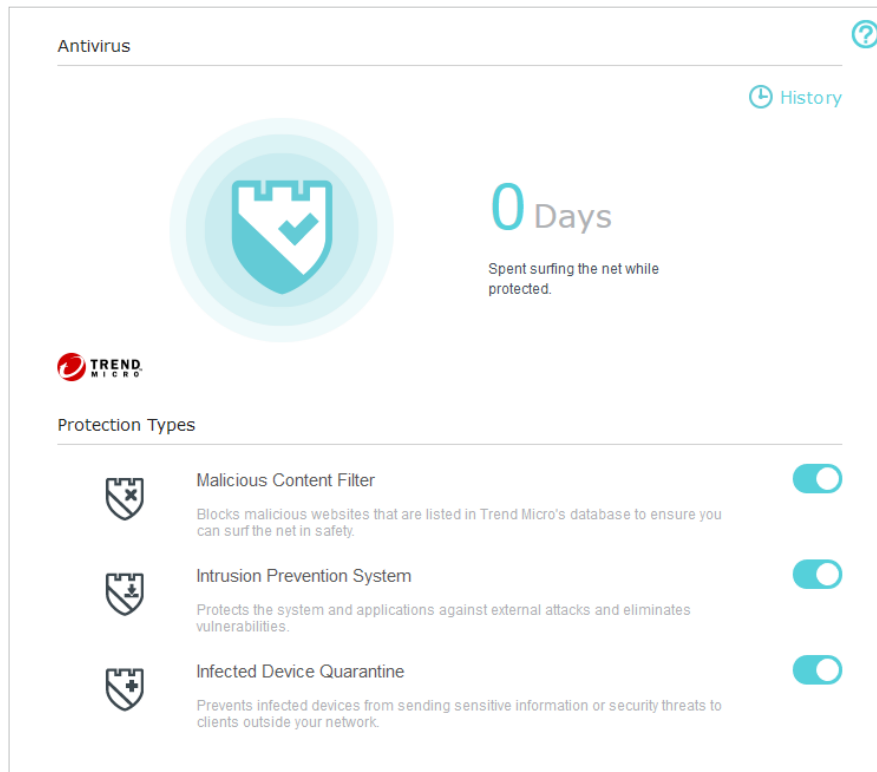 Antivirus
?
History
0 Days
Spent surfing the net while
protected.
TREND
MICRO
Protection Types
Malicious Content Filter
Blocks malicious websites that are listed in Trend Micro's database to ensure you
can surf the net in safety.
Intrusion Prevention System
Protects the system and applications against external attacks and eliminates
vulnerabilities.
Infected Device Quarantine
Prevents infected devices from sending sensitive information or security threats to
clients outside your network.